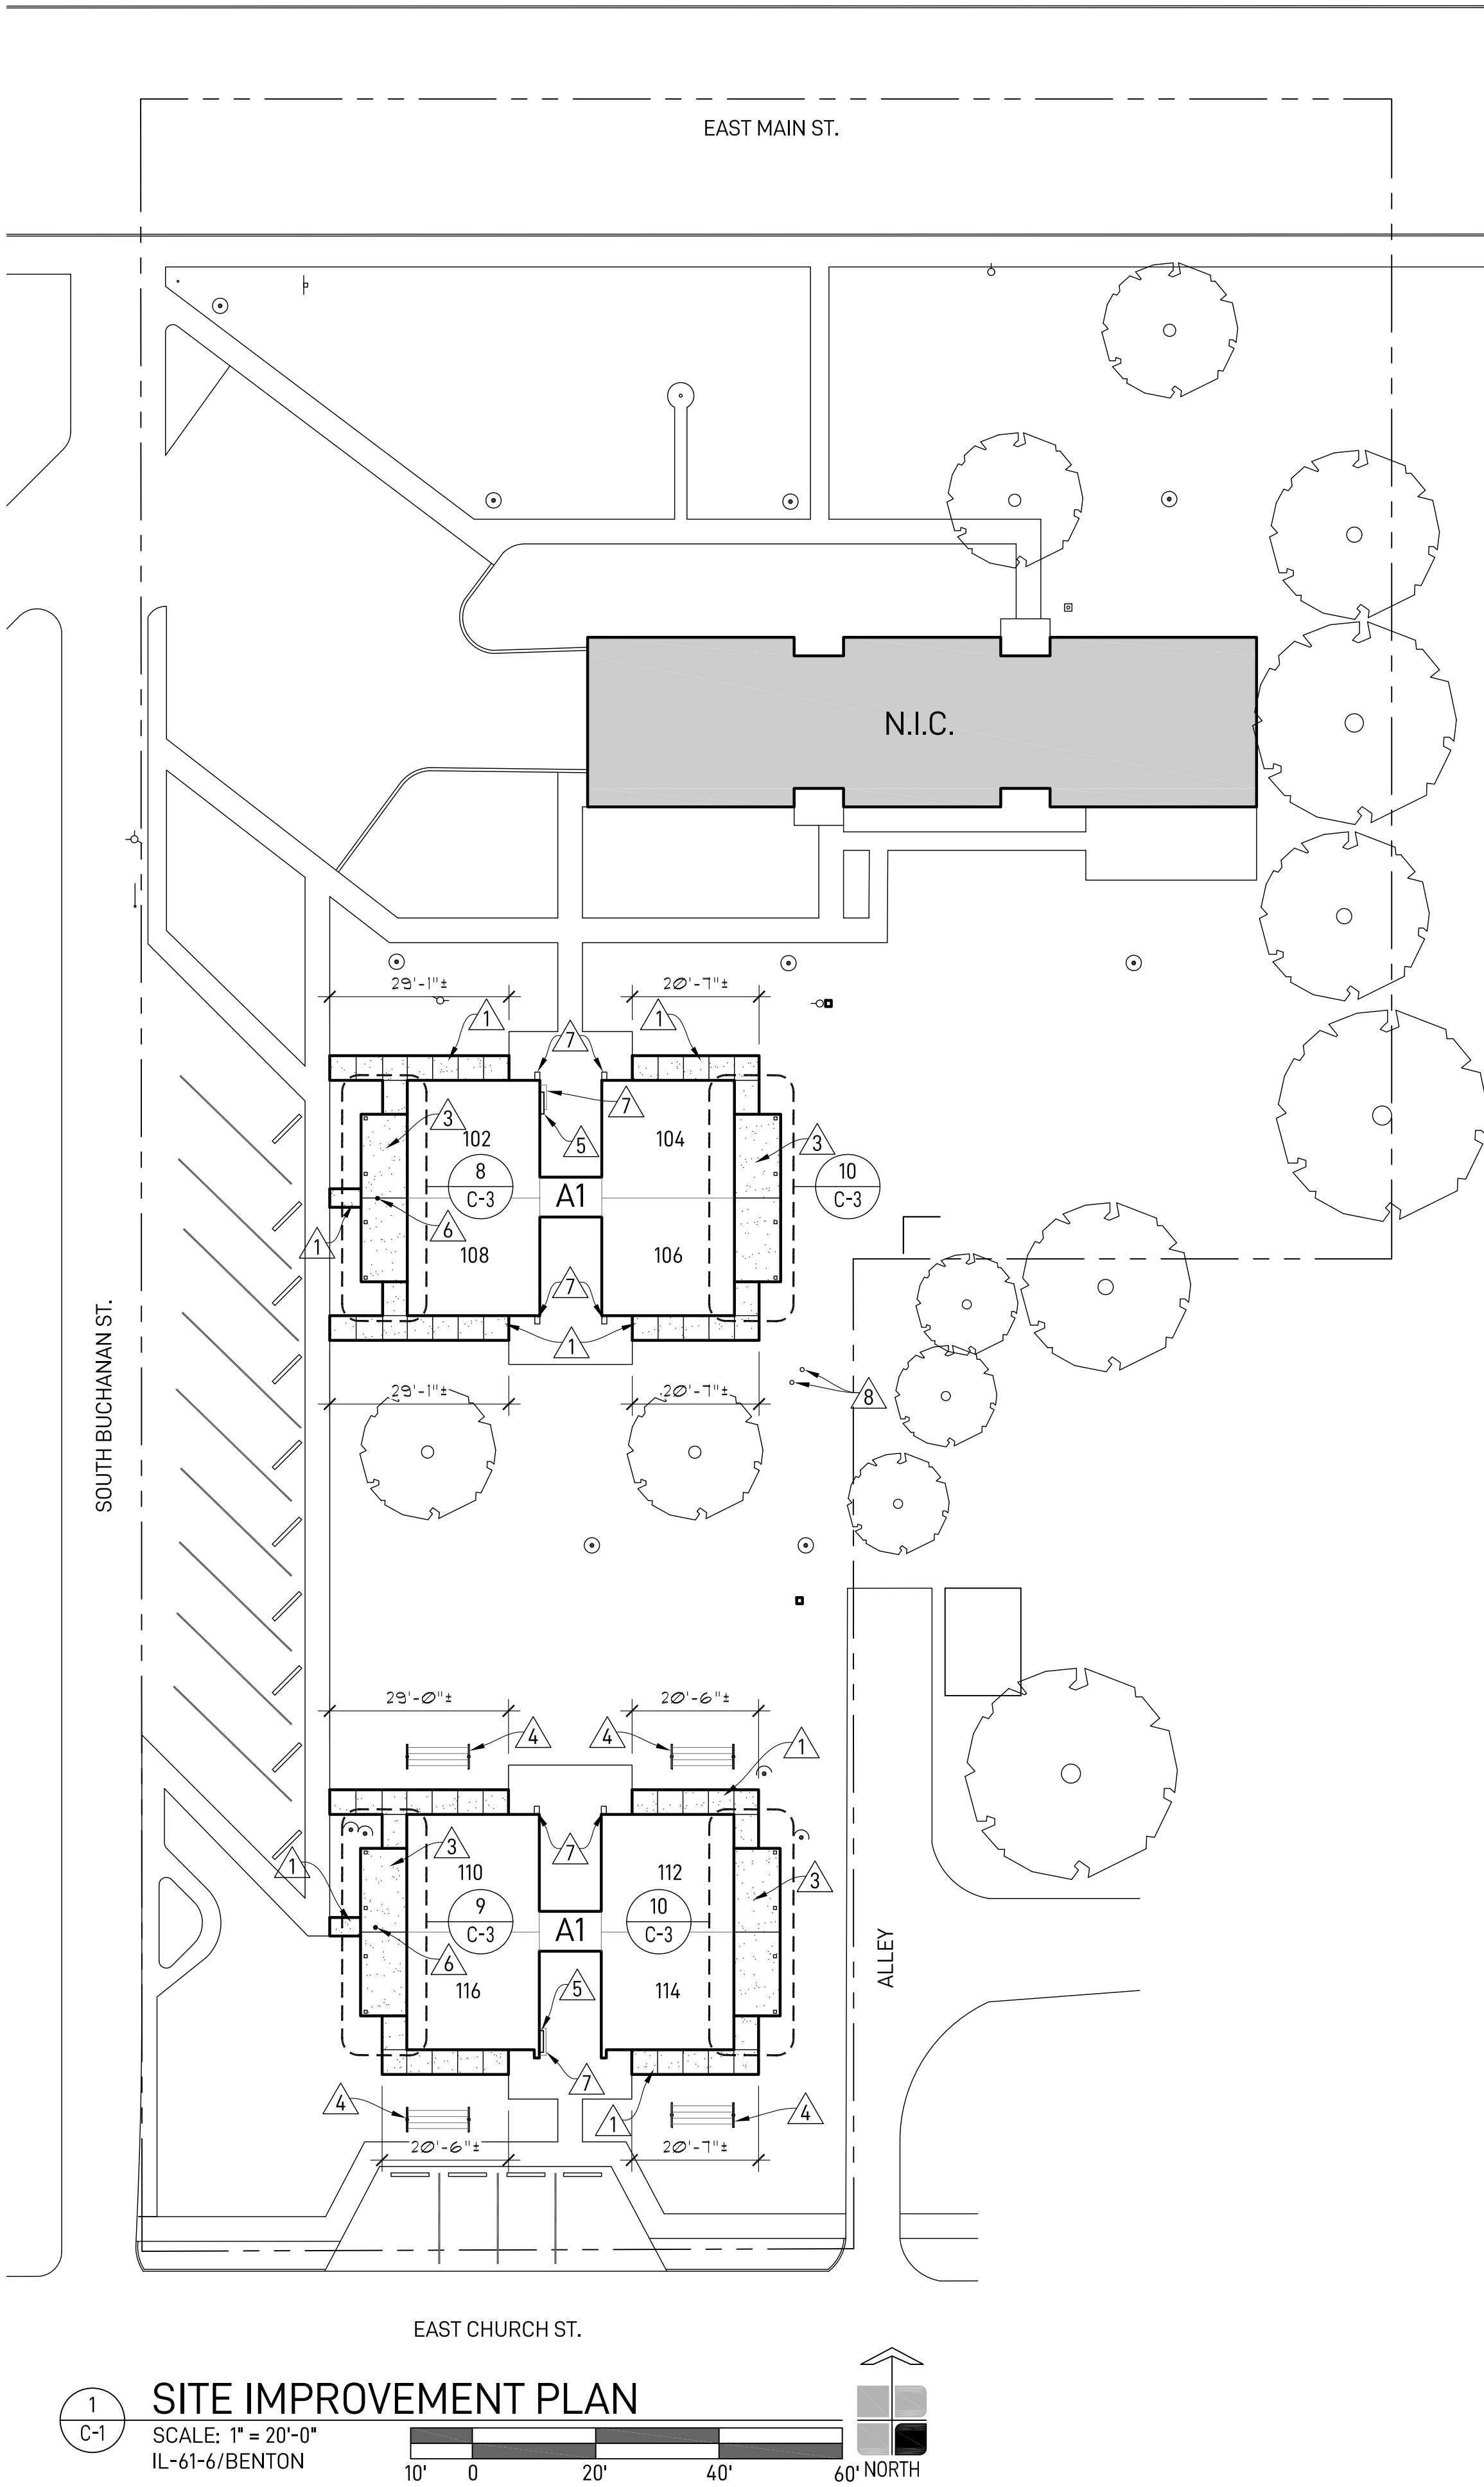 EAST MAIN ST.
N.I.C.
29'-1"±
20'-7"±
1
1
7
3
7
102
5
104
3
8
C-3
A1
10
C-3
6
1
108
106
7
1
29'-1"±
20'-7"±
8
SOUTH BUCHANAN ST.
29'-0"±
20'-6"±
4
4
1
3
7
1
110
112
3
9
C-3
A1
10
C-3
6
ALLEY
116
5
114
7
4
1
4
20'-6"±
20'-7"±
EAST CHURCH ST.
1
C-1
SITE IMPROVEMENT PLAN
SCALE: 1" = 20'-0"
IL-61-6/BENTON
10' 0 20' 40' 60'
NORTH